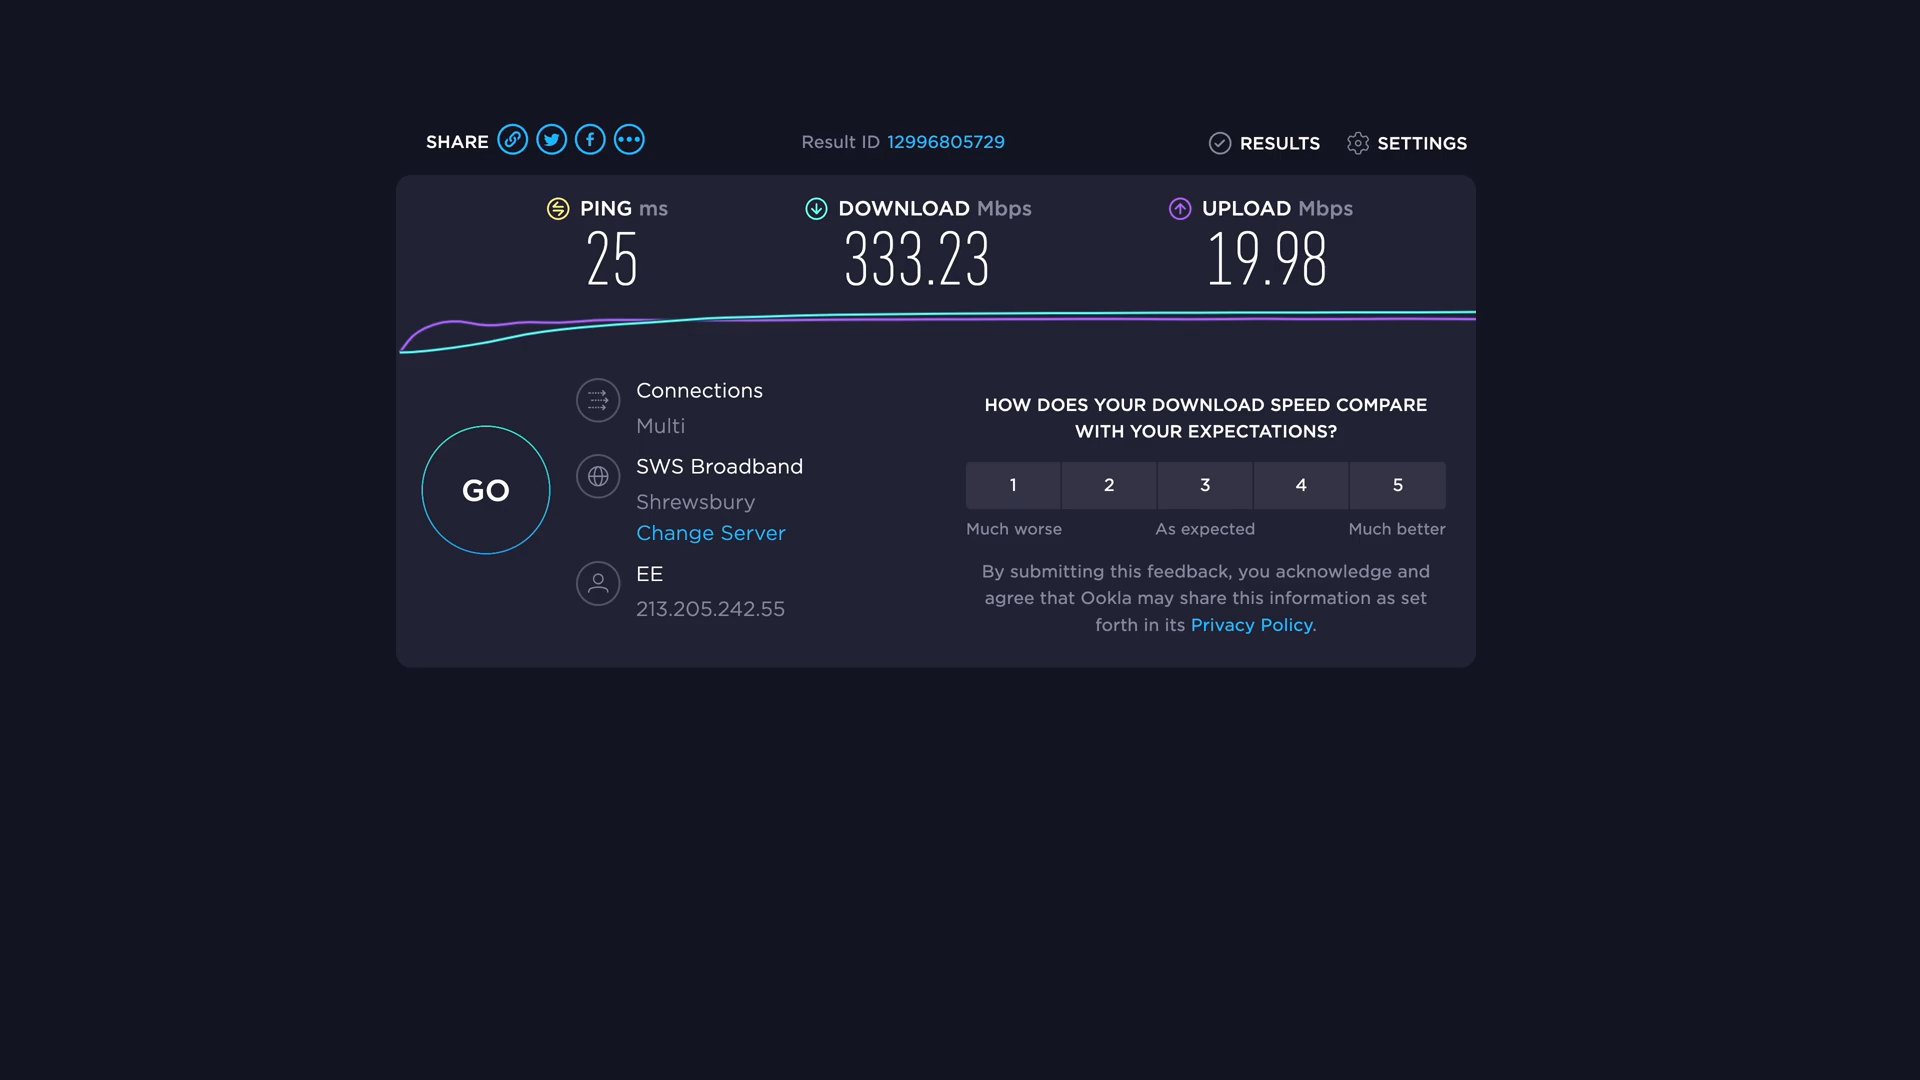 SHARE
Result ID 12996805729
RESULTS
SETTINGS
PING ms
25
DOWNLOAD Mbps
333.23
UPLOAD Mbps
19.98
GO
Connections
Multi
SWS Broadband
Shrewsbury
Change Server
EE
213.205.242.55
HOW DOES YOUR DOWNLOAD SPEED COMPARE
WITH YOUR EXPECTATIONS?
1 2 3 4 5
Much worse As expected Much better
By submitting this feedback, you acknowledge and
agree that Ookla may share this information as set
forth in its Privacy Policy.